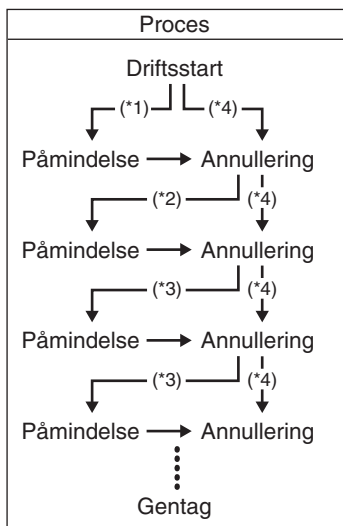 Proces
Driftsstart
(*1) (*4)
Påmindelse Annullering
(*2) (*4)
Påmindelse Annullering
(*3) (*4)
Påmindelse Annullering
(*3) (*4)
Påmindelse Annullering
Gentag